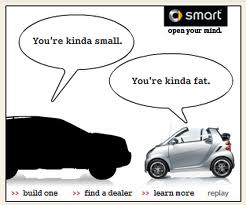 smart
open your mind.
You're kinda small.
You're kinda fat.
>> build one >> find a dealer >> learn more replay